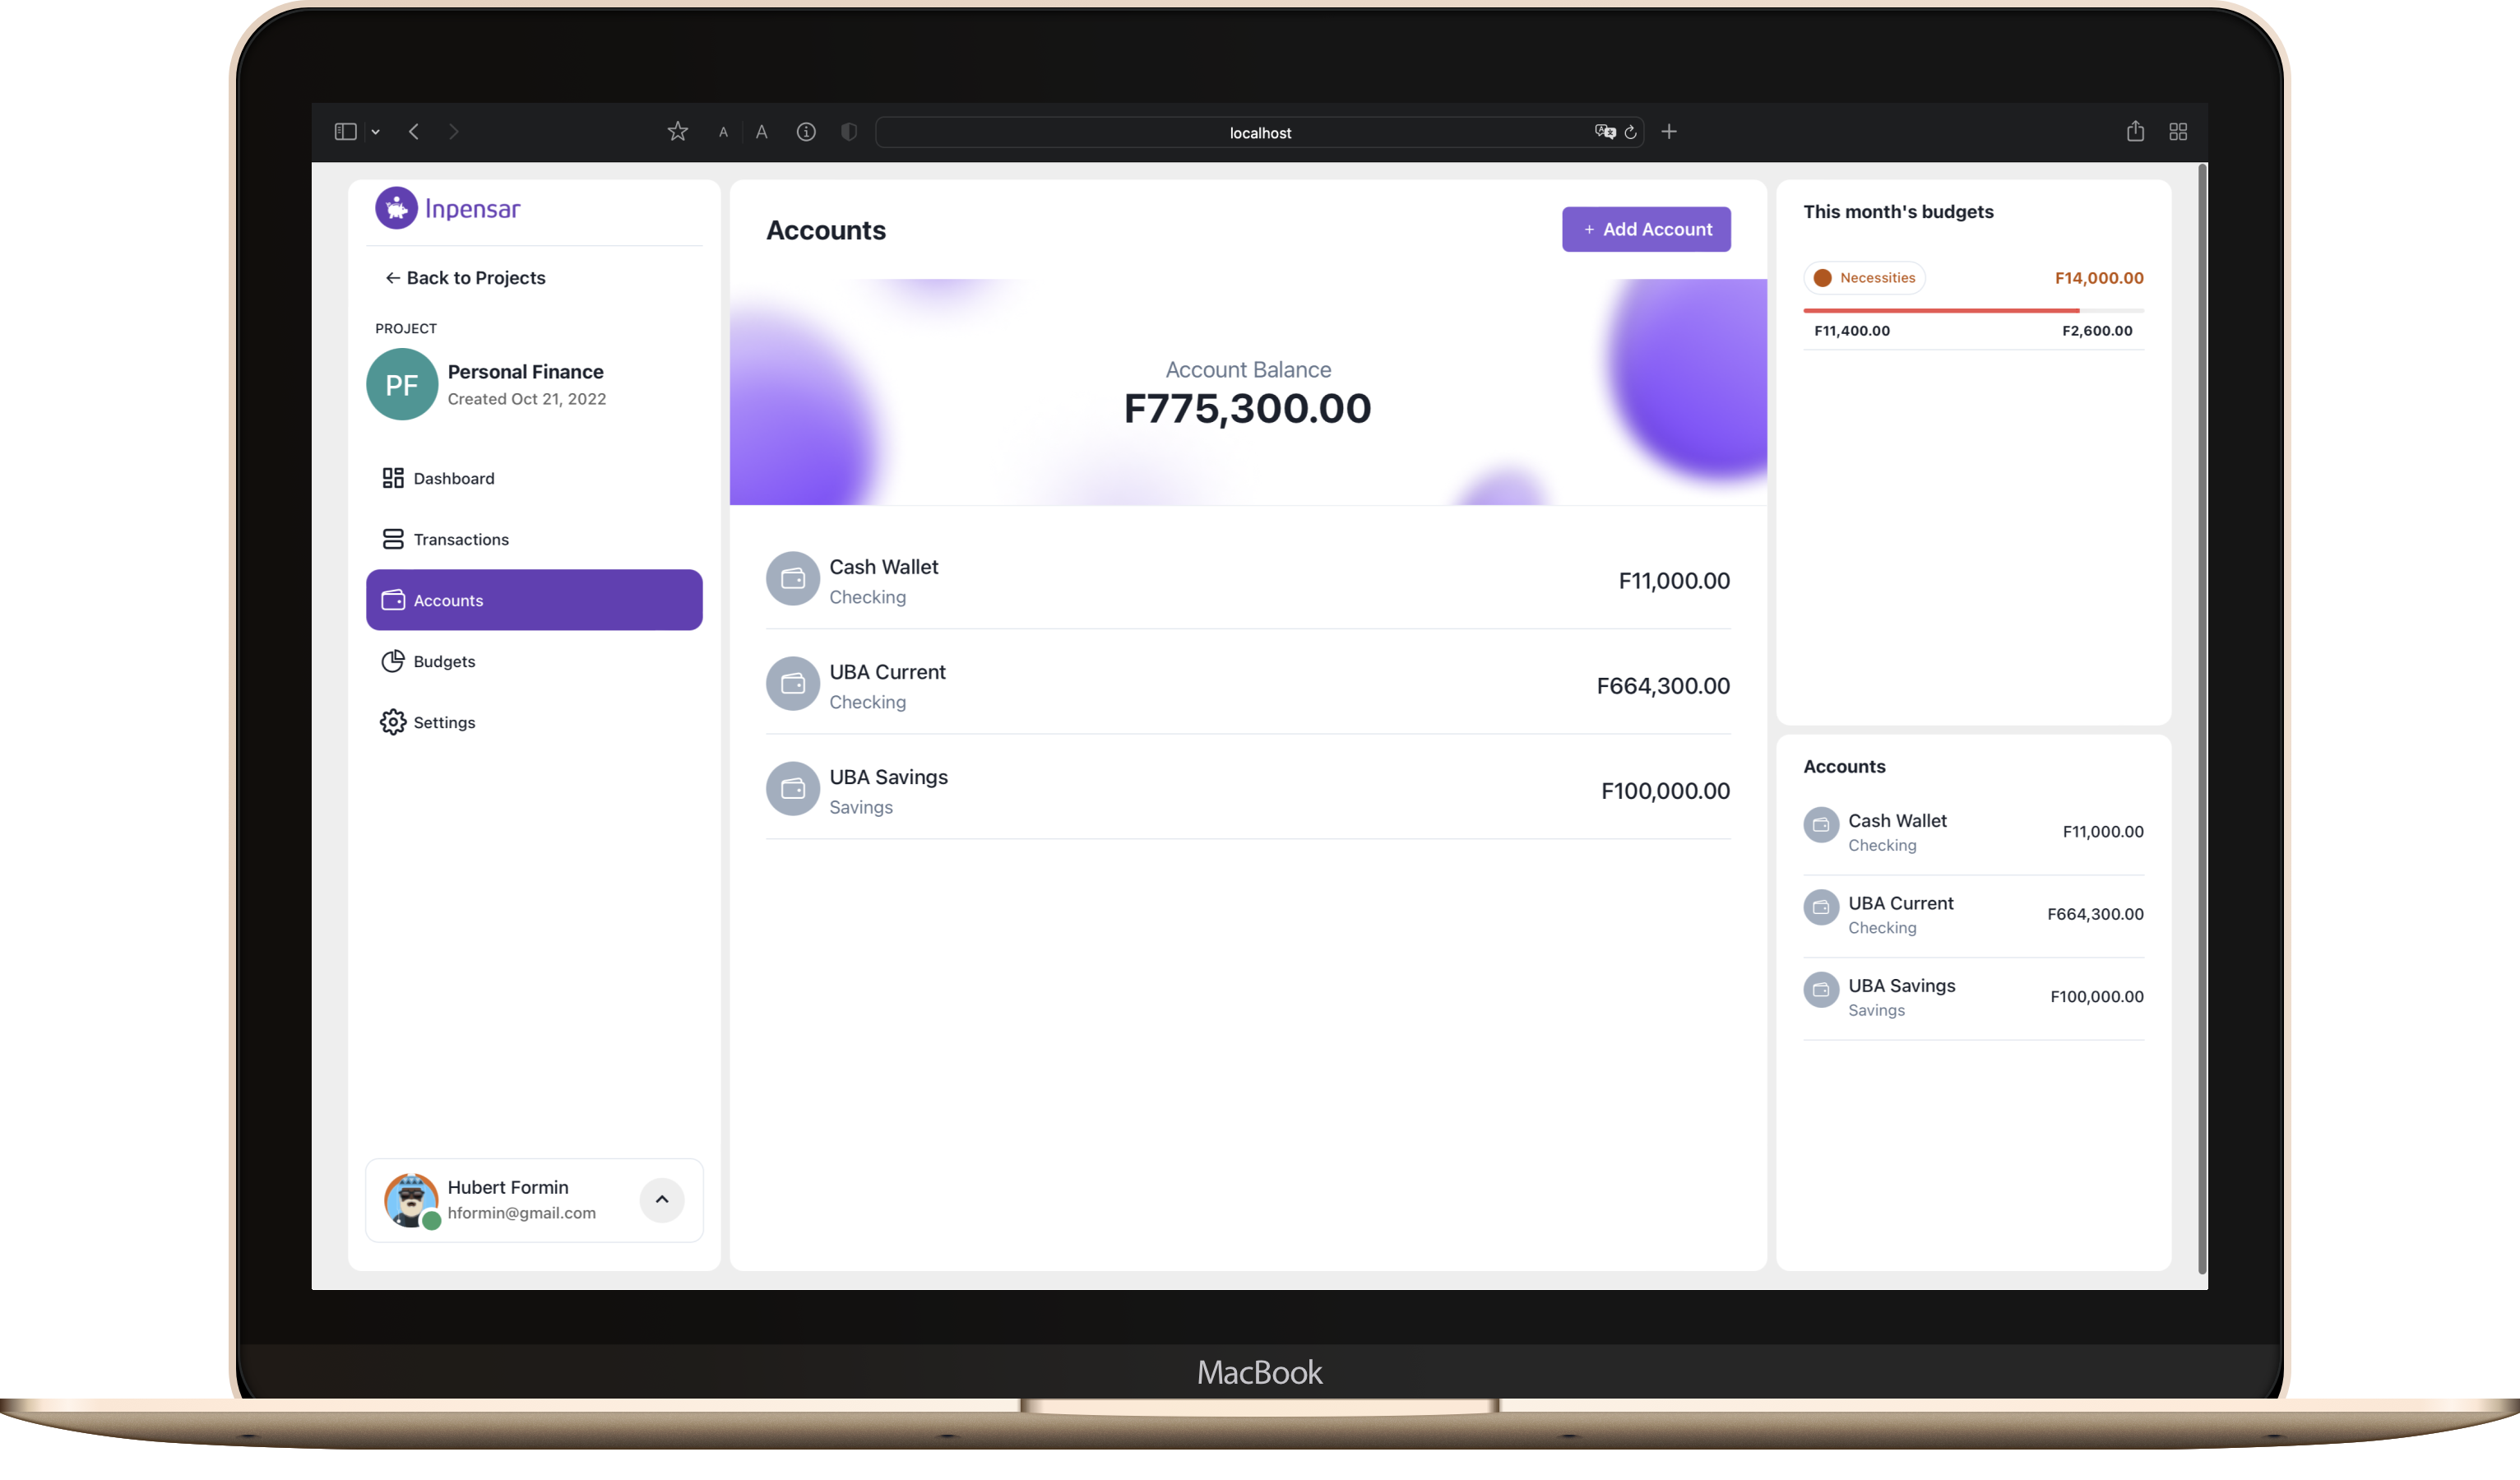 localhost
Inpensar
Back to Projects
PROJECT
PF
Personal Finance
Created Oct 21, 2022
Dashboard
Transactions
Accounts
Budgets
Settings
Hubert Formin
hformin@gmail.com
Accounts
+ Add Account
Account Balance
F775,300.00
Cash Wallet
Checking
F11,000.00
UBA Current
Checking
F664,300.00
UBA Savings
Savings
F100,000.00
This month's budgets
Necessities
F14,000.00
F11,400.00
F2,600.00
Accounts
Cash Wallet
Checking
F11,000.00
UBA Current
Checking
F664,300.00
UBA Savings
Savings
F100,000.00
MacBook